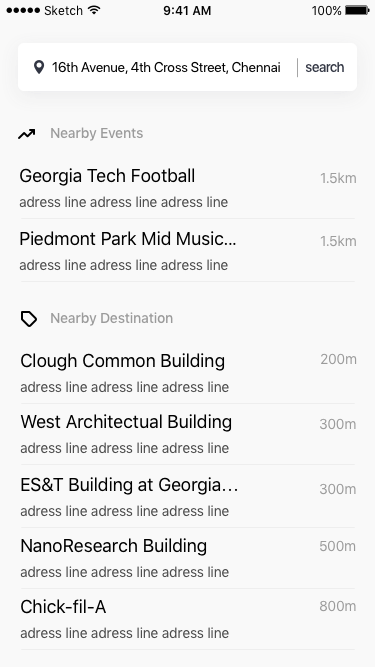 Sketch 9:41 AM 100%
16th Avenue, 4th Cross Street, Chennai search
Nearby Events
Georgia Tech Football 1.5km
adress line adress line adress line
Piedmont Park Mid Music... 1.5km
adress line adress line adress line
Nearby Destination
Clough Common Building 200m
adress line adress line adress line
West Architectual Building 300m
adress line adress line adress line
ES&T Building at Georgia... 300m
adress line adress line adress line
NanoResearch Building 500m
adress line adress line adress line
Chick-fil-A 800m
adress line adress line adress line